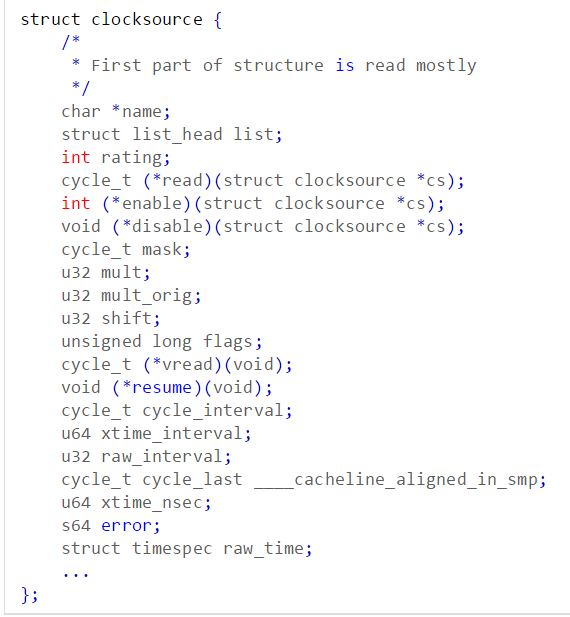 struct clocksource {
    /*
     * First part of structure is read mostly
     */
    char *name;
    struct list_head list;
    int rating;
    cycle_t (*read)(struct clocksource *cs);
    int (*enable)(struct clocksource *cs);
    void (*disable)(struct clocksource *cs);
    cycle_t mask;
    u32 mult;
    u32 mult_orig;
    u32 shift;
    unsigned long flags;
    cycle_t (*vread)(void);
    void (*resume)(void);
    cycle_t cycle_interval;
    u64 xtime_interval;
    u32 raw_interval;
    cycle_t cycle_last ____cacheline_aligned_in_smp;
    u64 xtime_nsec;
    s64 error;
    struct timespec raw_time;
    ...
};